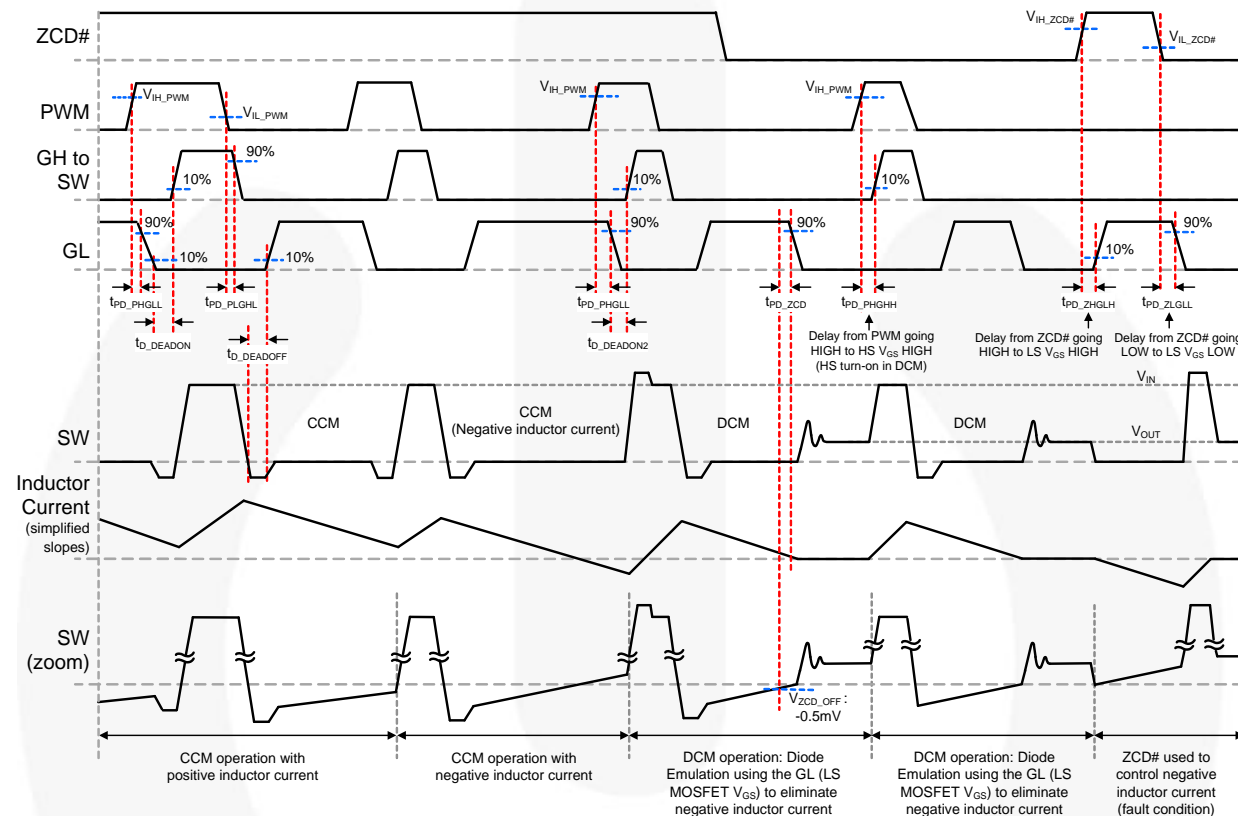 ZCD#
V_IH_ZCD#
V_IL_ZCD#
PWM
V_IH_PWM
V_IL_PWM
V_IH_PWM
V_IH_PWM
GH to
SW
10%
90%
10%
10%
GL
90%
10%
10%
90%
90%
10%
90%
t_PD_PHGLL
t_PD_PLGHL
t_PD_PHGLL
t_PD_ZCD
t_PD_PHGHH
t_PD_ZHGLH
t_PD_ZLGLL
t_D_DEADON
t_D_DEADOFF
t_D_DEADON2
Delay from PWM going
HIGH to HS V_GS HIGH
(HS turn-on in DCM)
Delay from ZCD# going
HIGH to LS V_GS HIGH
Delay from ZCD# going
LOW to LS V_GS LOW
SW
CCM
CCM
(Negative inductor current)
DCM
DCM
V_IN
V_OUT
Inductor
Current
(simplified
slopes)
SW
(zoom)
V_ZCD_OFF :
-0.5mV
CCM operation with
positive inductor current
CCM operation with
negative inductor current
DCM operation: Diode
Emulation using the GL (LS
MOSFET V_GS) to eliminate
negative inductor current
DCM operation: Diode
Emulation using the GL (LS
MOSFET V_GS) to eliminate
negative inductor current
ZCD# used to
control negative
inductor current
(fault condition)